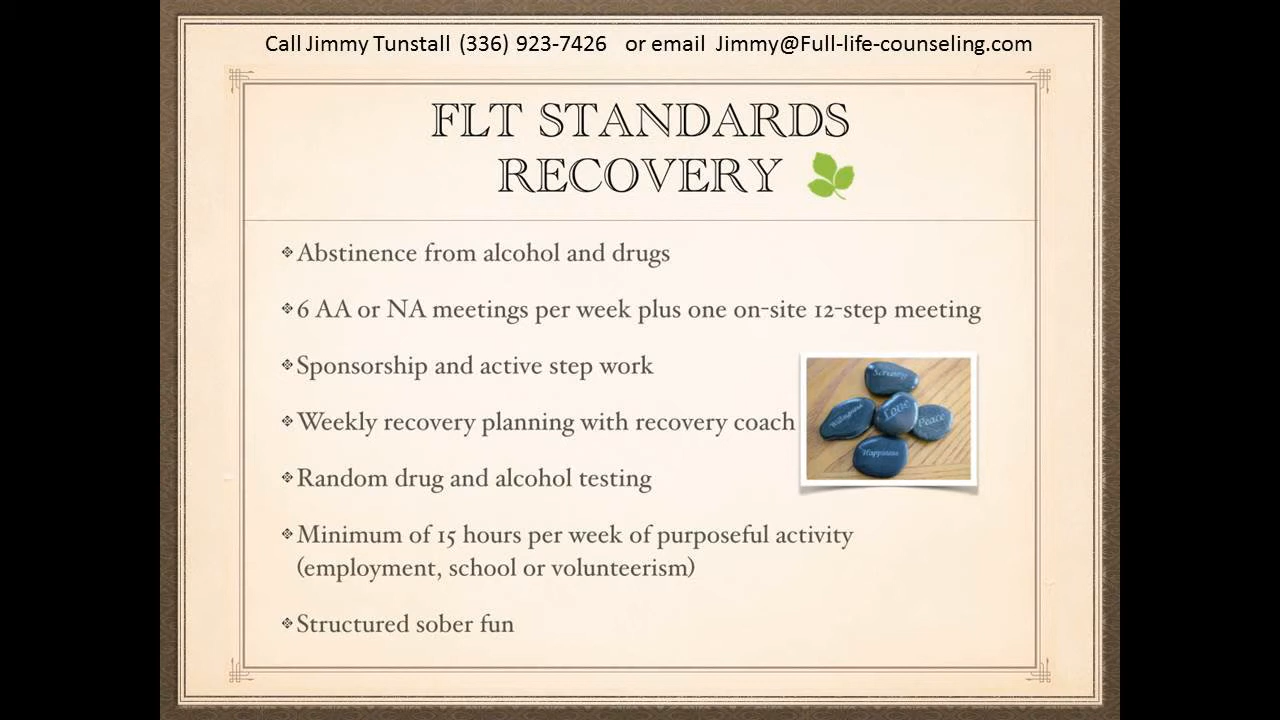 Call Jimmy Tunstall (336) 923-7426 or email Jimmy@Full-life-counseling.com
FLT STANDARDS
RECOVERY
Abstinence from alcohol and drugs
6 AA or NA meetings per week plus one on-site 12-step meeting
Sponsorship and active step work
Weekly recovery planning with recovery coach
Random drug and alcohol testing
Minimum of 15 hours per week of purposeful activity
(employment, school or volunteerism)
Structured sober fun
Love
Peace
Happiness